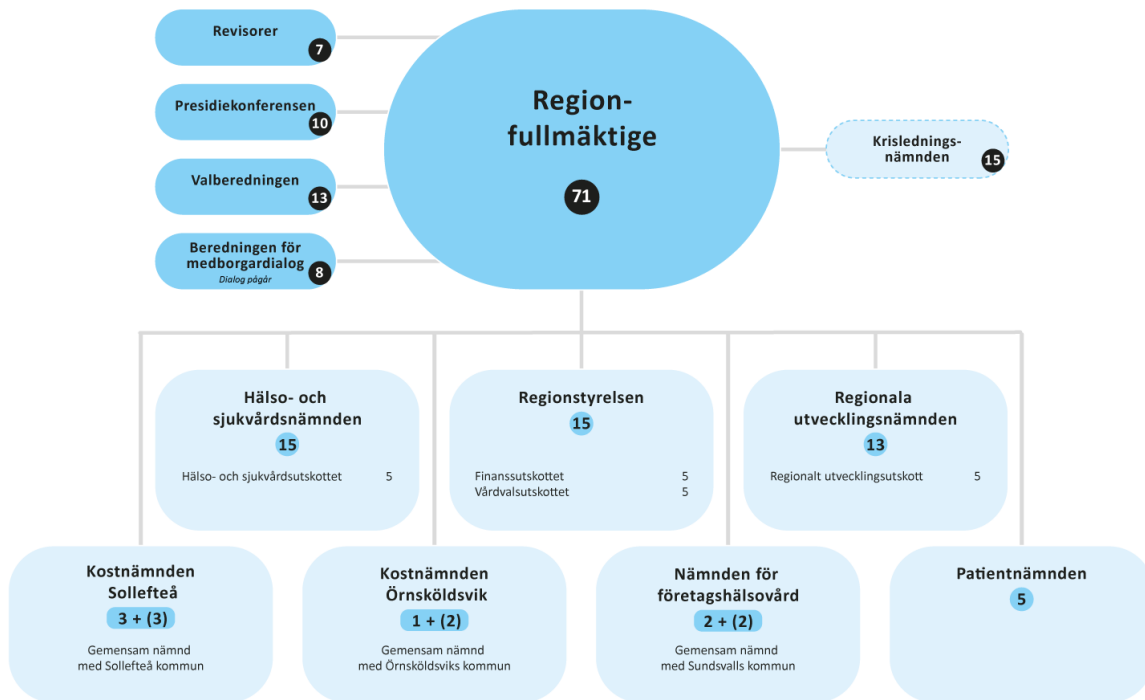 Revisorer
7
Presidiekonferensen
10
Valberedningen
13
Beredningen för
medborgardialog
Dialog pågår
8
Region-
fullmäktige
71
Krislednings-
nämnden
15
Hälso- och
sjukvårdsnämnden
15
Hälso- och sjukvårdsutskottet 5
Regionstyrelsen
15
Finanssutkottet 5
Vårdvalsutskottet 5
Regionala
utvecklingsnämnden
13
Regionalt utvecklingsutskott 5
Kostnämnden
Sollefteå
3 + (3)
Gemensam nämnd
med Sollefteå kommun
Kostnämnden
Örnsköldsvik
1 + (2)
Gemensam nämnd
med Örnsköldsviks kommun
Nämnden för
företagshälsovård
2 + (2)
Gemensam nämnd
med Sundsvalls kommun
Patientnämnden
5